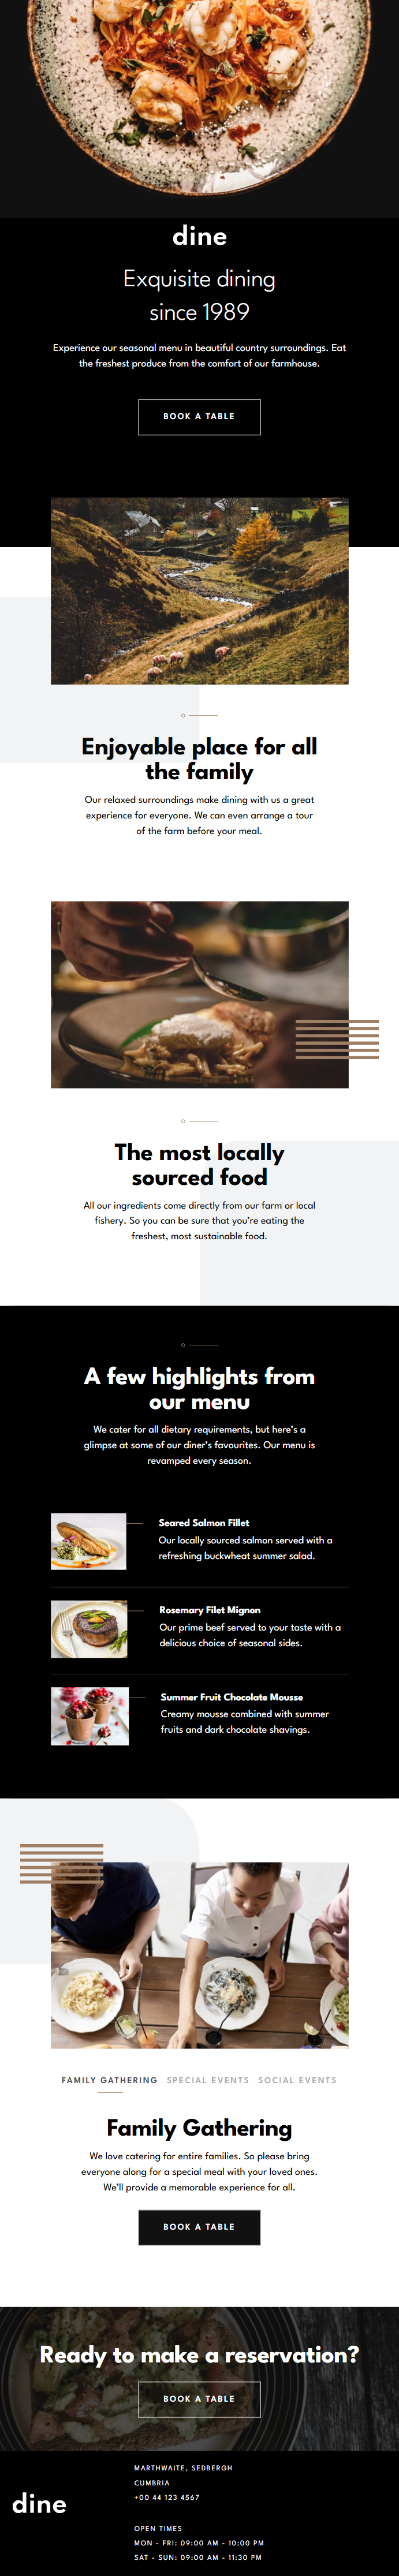 dine
Exquisite dining
since 1989
Experience our seasonal menu in beautiful country surroundings. Eat
the freshest produce from the comfort of our farmhouse.
BOOK A TABLE
Enjoyable place for all
the family
Our relaxed surroundings make dining with us a great
experience for everyone. We can even arrange a tour
of the farm before your meal.
The most locally
sourced food
All our ingredients come directly from our farm or local
fishery. So you can be sure that you’re eating the
freshest, most sustainable food.
A few highlights from
our menu
We cater for all dietary requirements, but here’s a
glimpse at some of our diner’s favourites. Our menu is
revamped every season.
Seared Salmon Fillet
Our locally sourced salmon served with a
refreshing buckwheat summer salad.
Rosemary Filet Mignon
Our prime beef served to your taste with a
delicious choice of seasonal sides.
Summer Fruit Chocolate Mousse
Creamy mousse combined with summer
fruits and dark chocolate shavings.
FAMILY GATHERING SPECIAL EVENTS SOCIAL EVENTS
Family Gathering
We love catering for entire families. So please bring
everyone along for a special meal with your loved ones.
We’ll provide a memorable experience for all.
BOOK A TABLE
Ready to make a reservation?
BOOK A TABLE
dine
MARTHWAITE, SEDBERGH
CUMBRIA
+00 44 123 4567
OPEN TIMES
MON - FRI: 09:00 AM - 10:00 PM
SAT - SUN: 09:00 AM - 11:30 PM